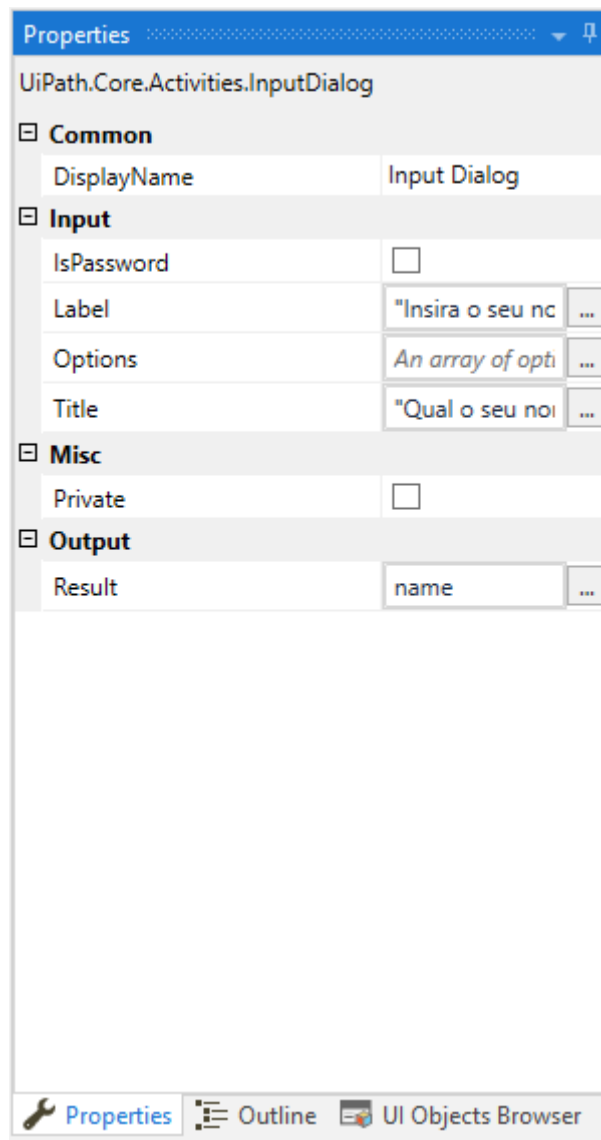 Properties
UiPath.Core.Activities.InputDialog
Common
DisplayName Input Dialog
Input
IsPassword
Label "Insira o seu nc ...
Options An array of opti ...
Title "Qual o seu noi ...
Misc
Private
Output
Result name ...
Properties Outline UI Objects Browser